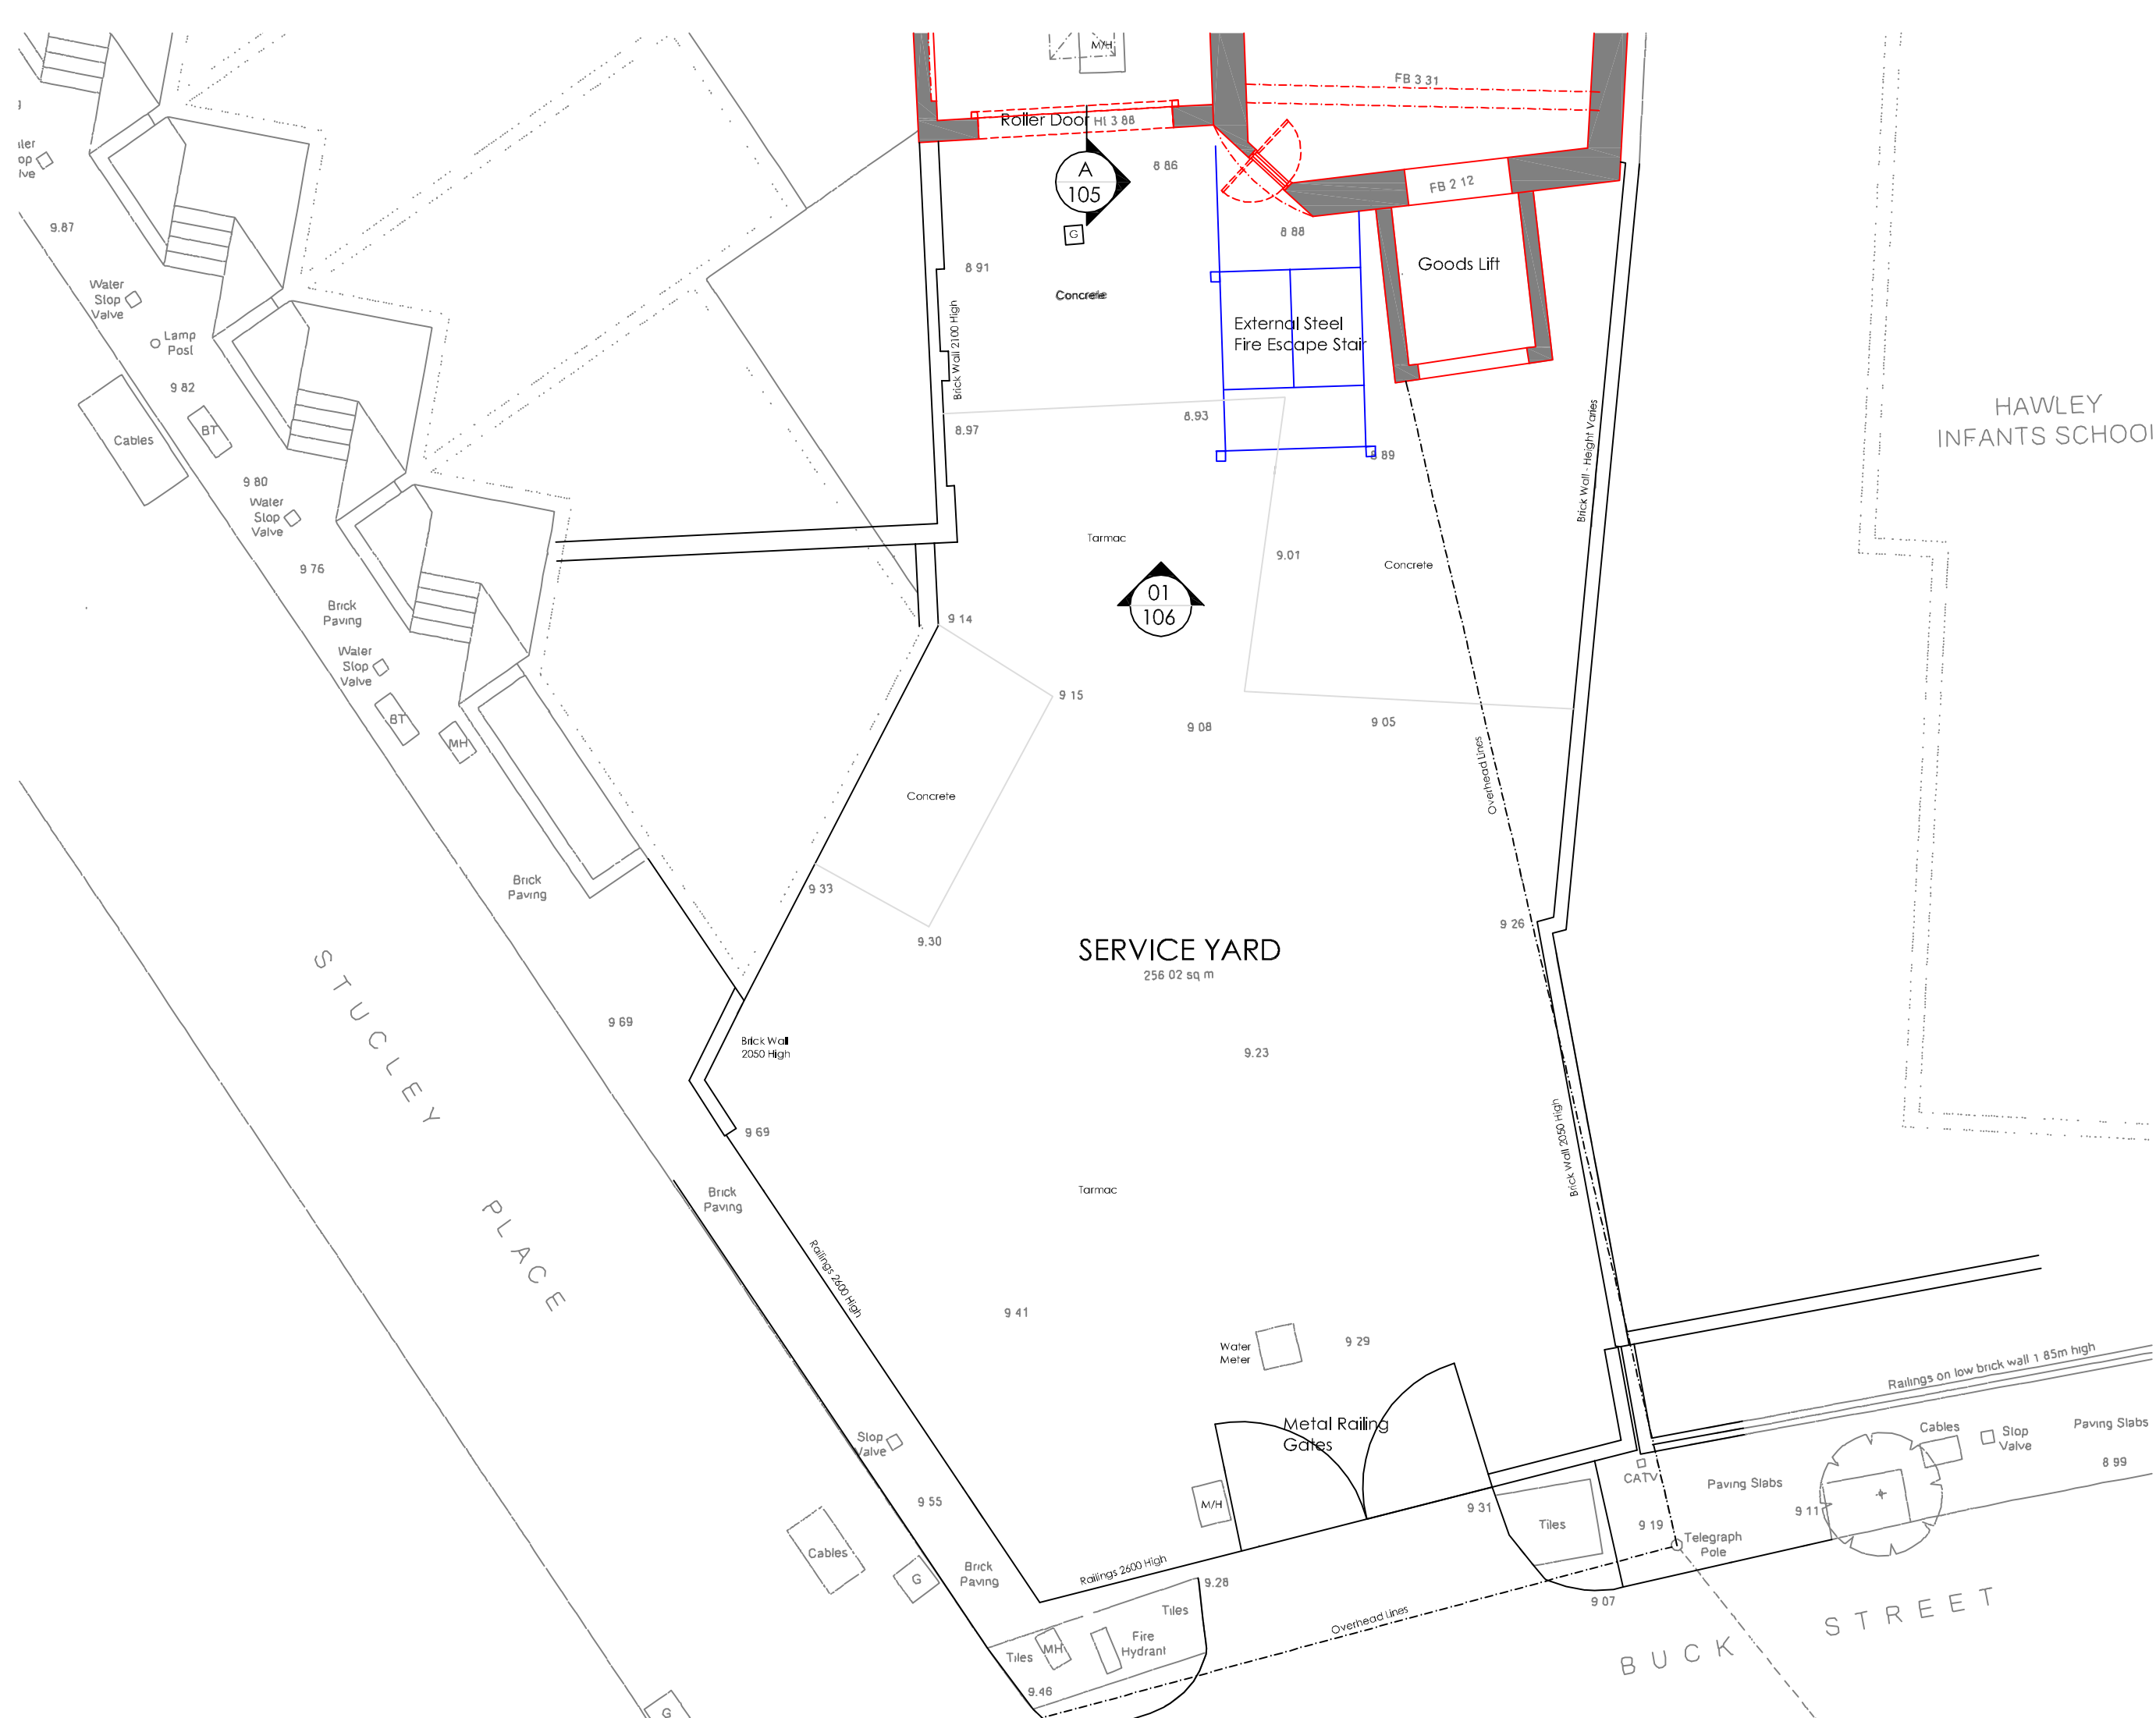 M/H
FB 3 31
Roller Door
Ht 3 88
A
105
8 86
FB 2 12
G
8 88
8 91
Goods Lift
Concrete
External Steel
Fire Escape Stair
Brick Wall 2100 High
8.97
8.93
8 89
Brick Wall - Height Varies
HAWLEY
INFANTS SCHOOL
9.87
Water
Stop
Valve
Lamp
Post
9 82
BT
Cables
9 80
Water
Stop
Valve
9 76
Brick
Paving
Water
Stop
Valve
BT
MH
Tarmac
9.01
Concrete
01
106
9 14
9 15
9 08
9 05
Overhead Lines
Concrete
Brick
Paving
9 33
9.30
9 26
SERVICE YARD
256 02 sq m
STUCLEY PLACE
9 69
Brick Wall
2050 High
9.23
9 69
Brick Wall 2050 High
Brick
Paving
Tarmac
Railings 2600 High
9 41
Water
Meter
9 29
Railings on low brick wall 1 85m high
Metal Railing
Gates
Stop
Valve
Cables
Stop
Valve
Paving Slabs
8 99
CATV
Paving Slabs
9 55
M/H
9 31
Tiles
9 19
9 11
Telegraph
Pole
Cables
G
Brick
Paving
Railings 2600 High
9.28
9 07
Tiles
Overhead Lines
Fire
Hydrant
MH
Tiles
9.46
G
BUCK STREET